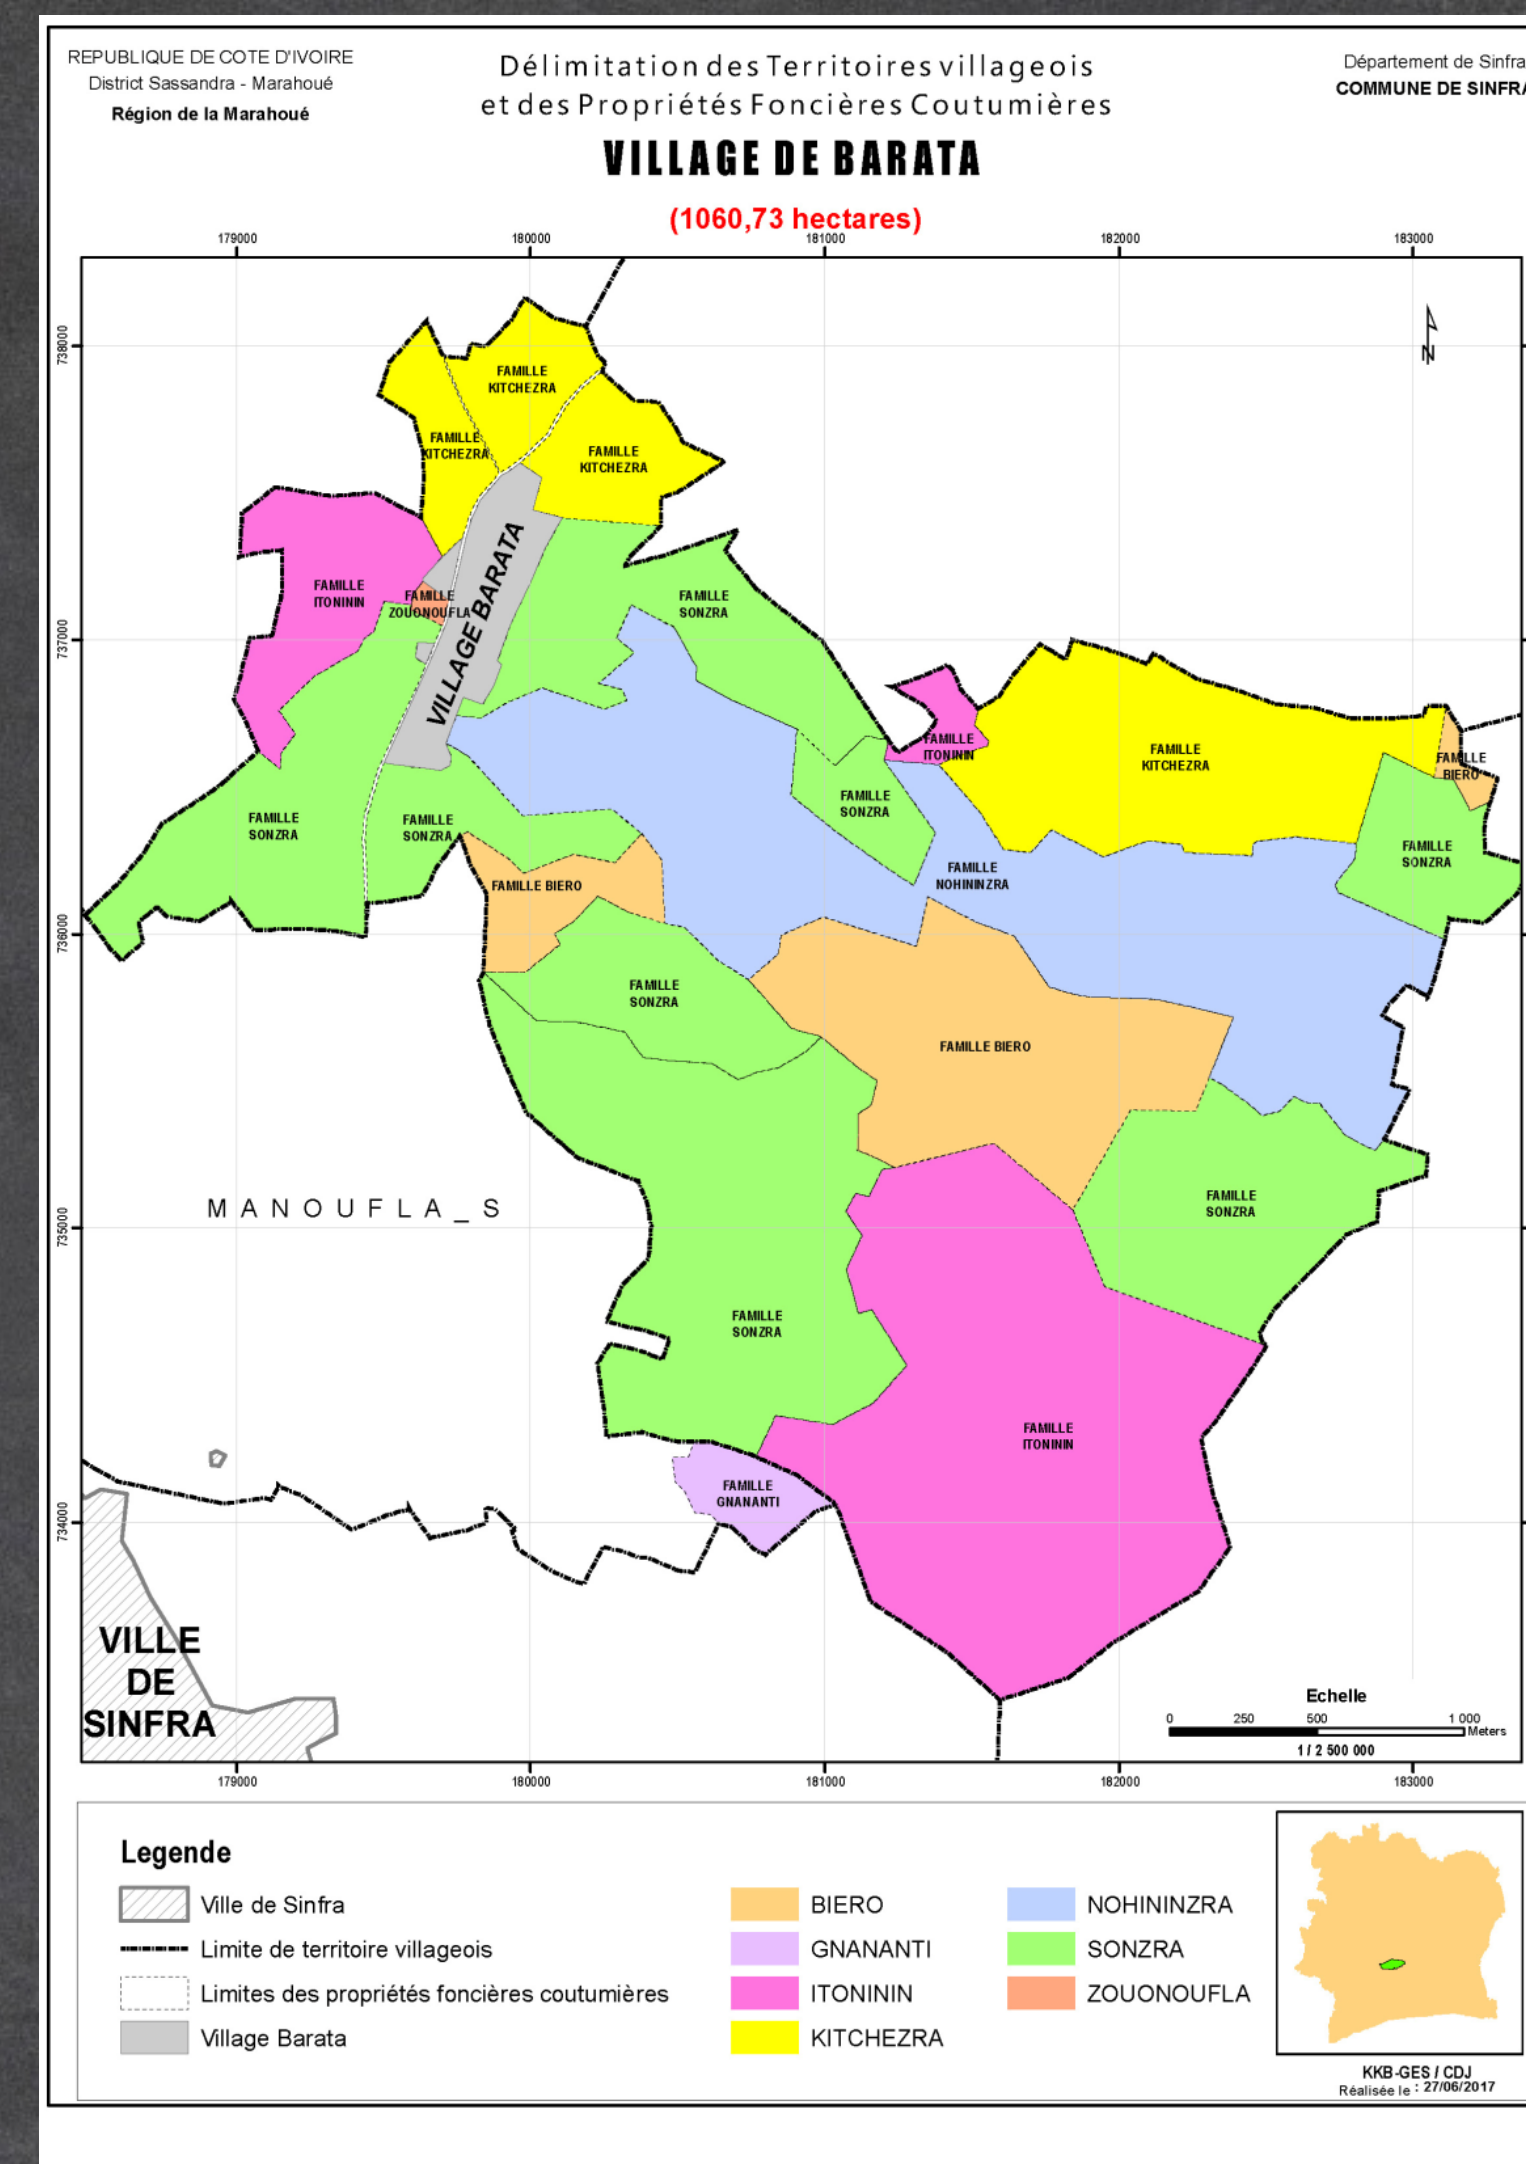 REPUBLIQUE DE COTE D'IVOIRE
District Sassandra - Marahoué
Région de la Marahoué
Délimitation des Territoires villageois
et des Propriétés Foncières Coutumières
VILLAGE DE BARATA
(1060,73 hectares)
Département de Sinfra
COMMUNE DE SINFRA
179000
180000
181000
182000
183000
738000
737000
736000
735000
734000
N
FAMILLE
KITCHEZRA
FAMILLE
KITCHEZRA
FAMILLE
KITCHEZRA
FAMILLE
ITONININ
FAMILLE
ZOUONOUFLA
VILLAGE BARATA
FAMILLE
SONZRA
FAMILLE
ITONININ
FAMILLE
KITCHEZRA
FAMILLE
BIERO
FAMILLE
SONZRA
FAMILLE
SONZRA
FAMILLE
SONZRA
FAMILLE
SONZRA
FAMILLE
NOHININZRA
FAMILLE BIERO
FAMILLE
SONZRA
FAMILLE BIERO
FAMILLE
SONZRA
MANOUFLA_S
FAMILLE
SONZRA
FAMILLE
ITONININ
FAMILLE
GNANANTI
VILLE
DE
SINFRA
Echelle
0 250 500 1 000
Meters
1 / 2 500 000
179000
180000
181000
182000
183000
Legende
Ville de Sinfra
Limite de territoire villageois
Limites des propriétés foncières coutumières
Village Barata
BIERO
GNANANTI
ITONININ
KITCHEZRA
NOHININZRA
SONZRA
ZOUONOUFLA
KKB-GES / CDJ
Réalisée le : 27/06/2017